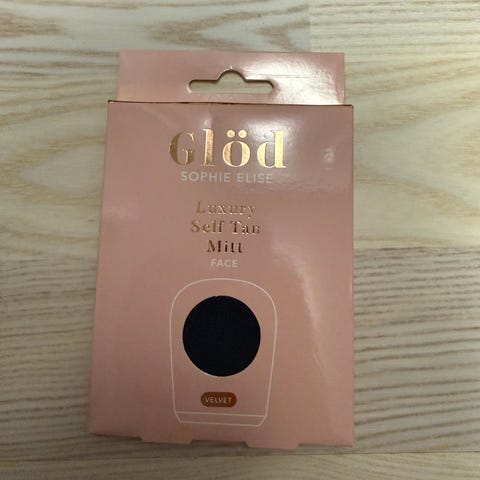 Glöd
SOPHIE ELISE
Luxury
Self Tan
Mitt
FACE
VELVET